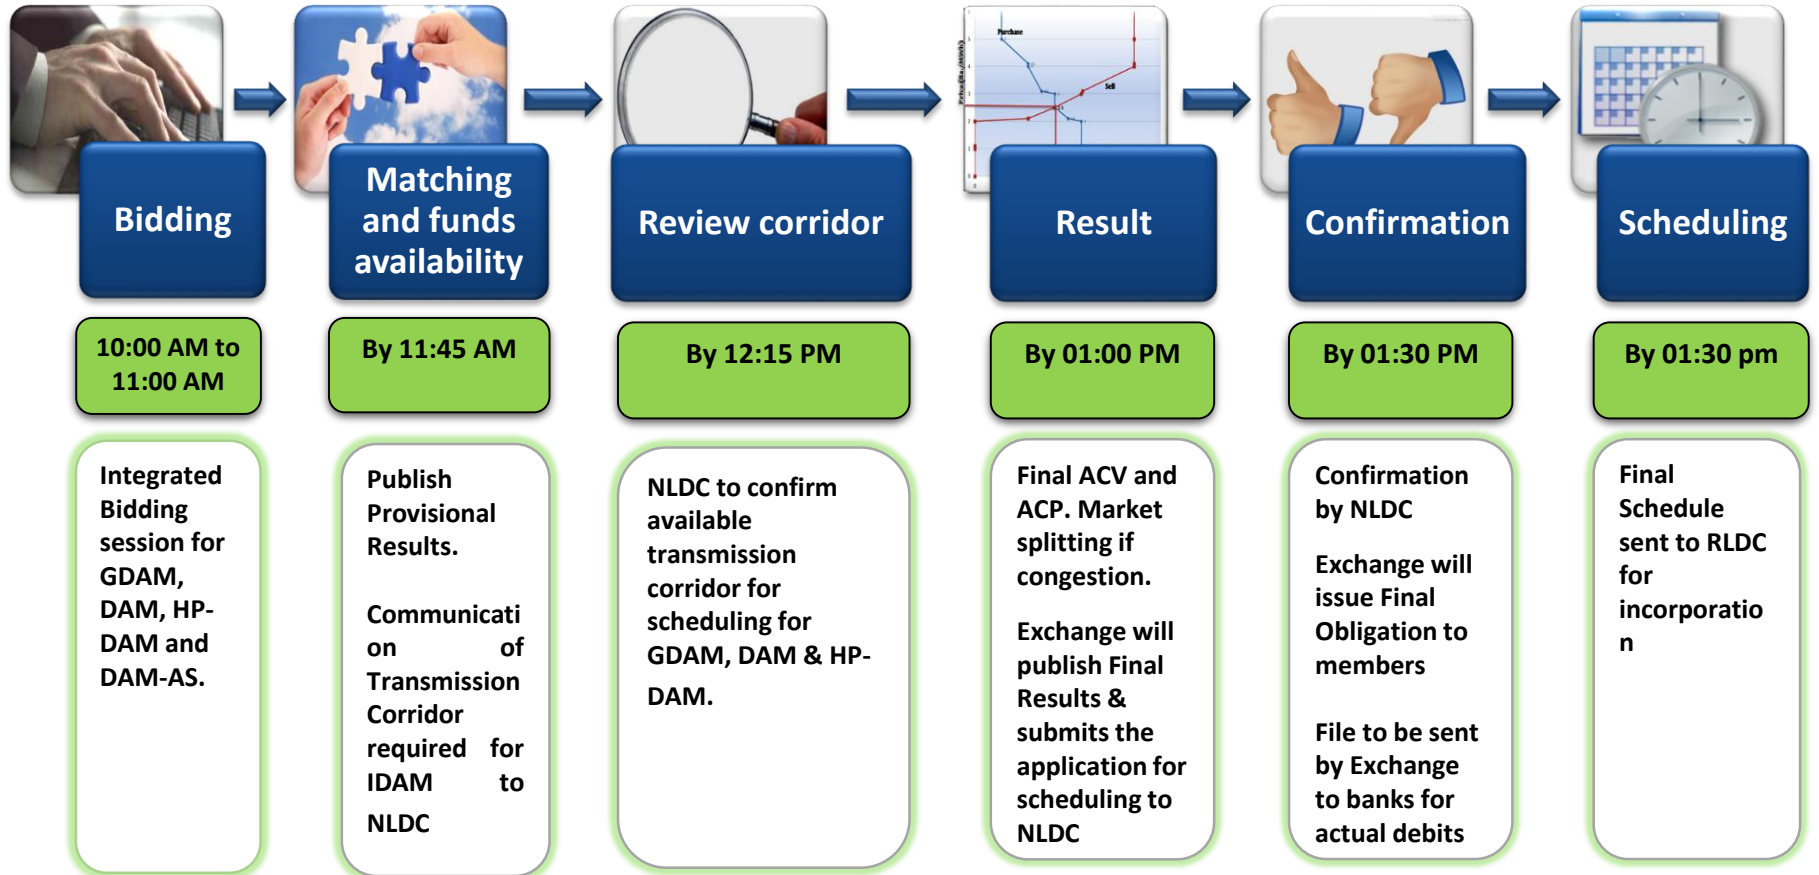 Bidding
10:00 AM to
11:00 AM
Integrated
Bidding
session for
GDAM,
DAM, HP-
DAM and
DAM-AS.
Matching
and funds
availability
By 11:45 AM
Publish
Provisional
Results.
Communicati
on of
Transmission
Corridor
required for
IDAM to
NLDC
Review corridor
By 12:15 PM
NLDC to confirm
available
transmission
corridor for
scheduling for
GDAM, DAM & HP-
DAM.
Purchase
Sell
Result
By 01:00 PM
Final ACV and
ACP. Market
splitting if
congestion.
Exchange will
publish Final
Results &
submits the
application for
scheduling to
NLDC
Confirmation
By 01:30 PM
Confirmation
by NLDC
Exchange will
issue Final
Obligation to
members
File to be sent
by Exchange
to banks for
actual debits
Scheduling
By 01:30 pm
Final
Schedule
sent to RLDC
for
incorporatio
n